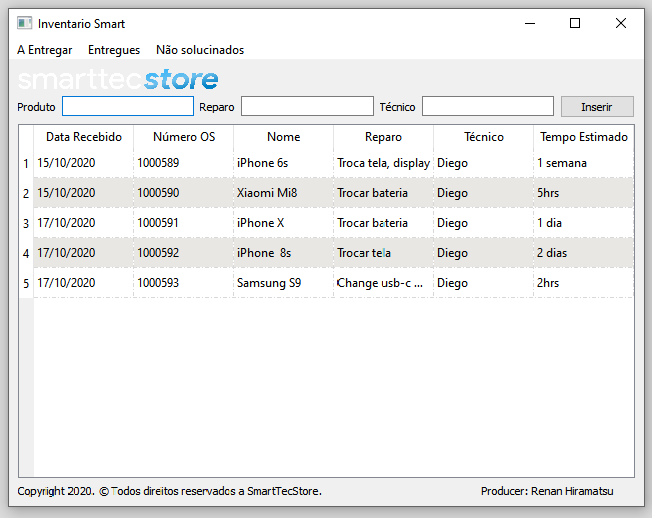 Inventario Smart
A Entregar Entregues Não solucinados
smarttecstore
Produto Reparo Técnico Inserir
Data Recebido Número OS Nome Reparo Técnico Tempo Estimado
1 15/10/2020 1000589 iPhone 6s Troca tela, display Diego 1 semana
2 15/10/2020 1000590 Xiaomi Mi8 Trocar bateria Diego 5hrs
3 17/10/2020 1000591 iPhone X Trocar bateria Diego 1 dia
4 17/10/2020 1000592 iPhone 8s Trocar tela Diego 2 dias
5 17/10/2020 1000593 Samsung S9 Change usb-c ... Diego 2hrs
Copyright 2020. © Todos direitos reservados a SmartTecStore. Producer: Renan Hiramatsu